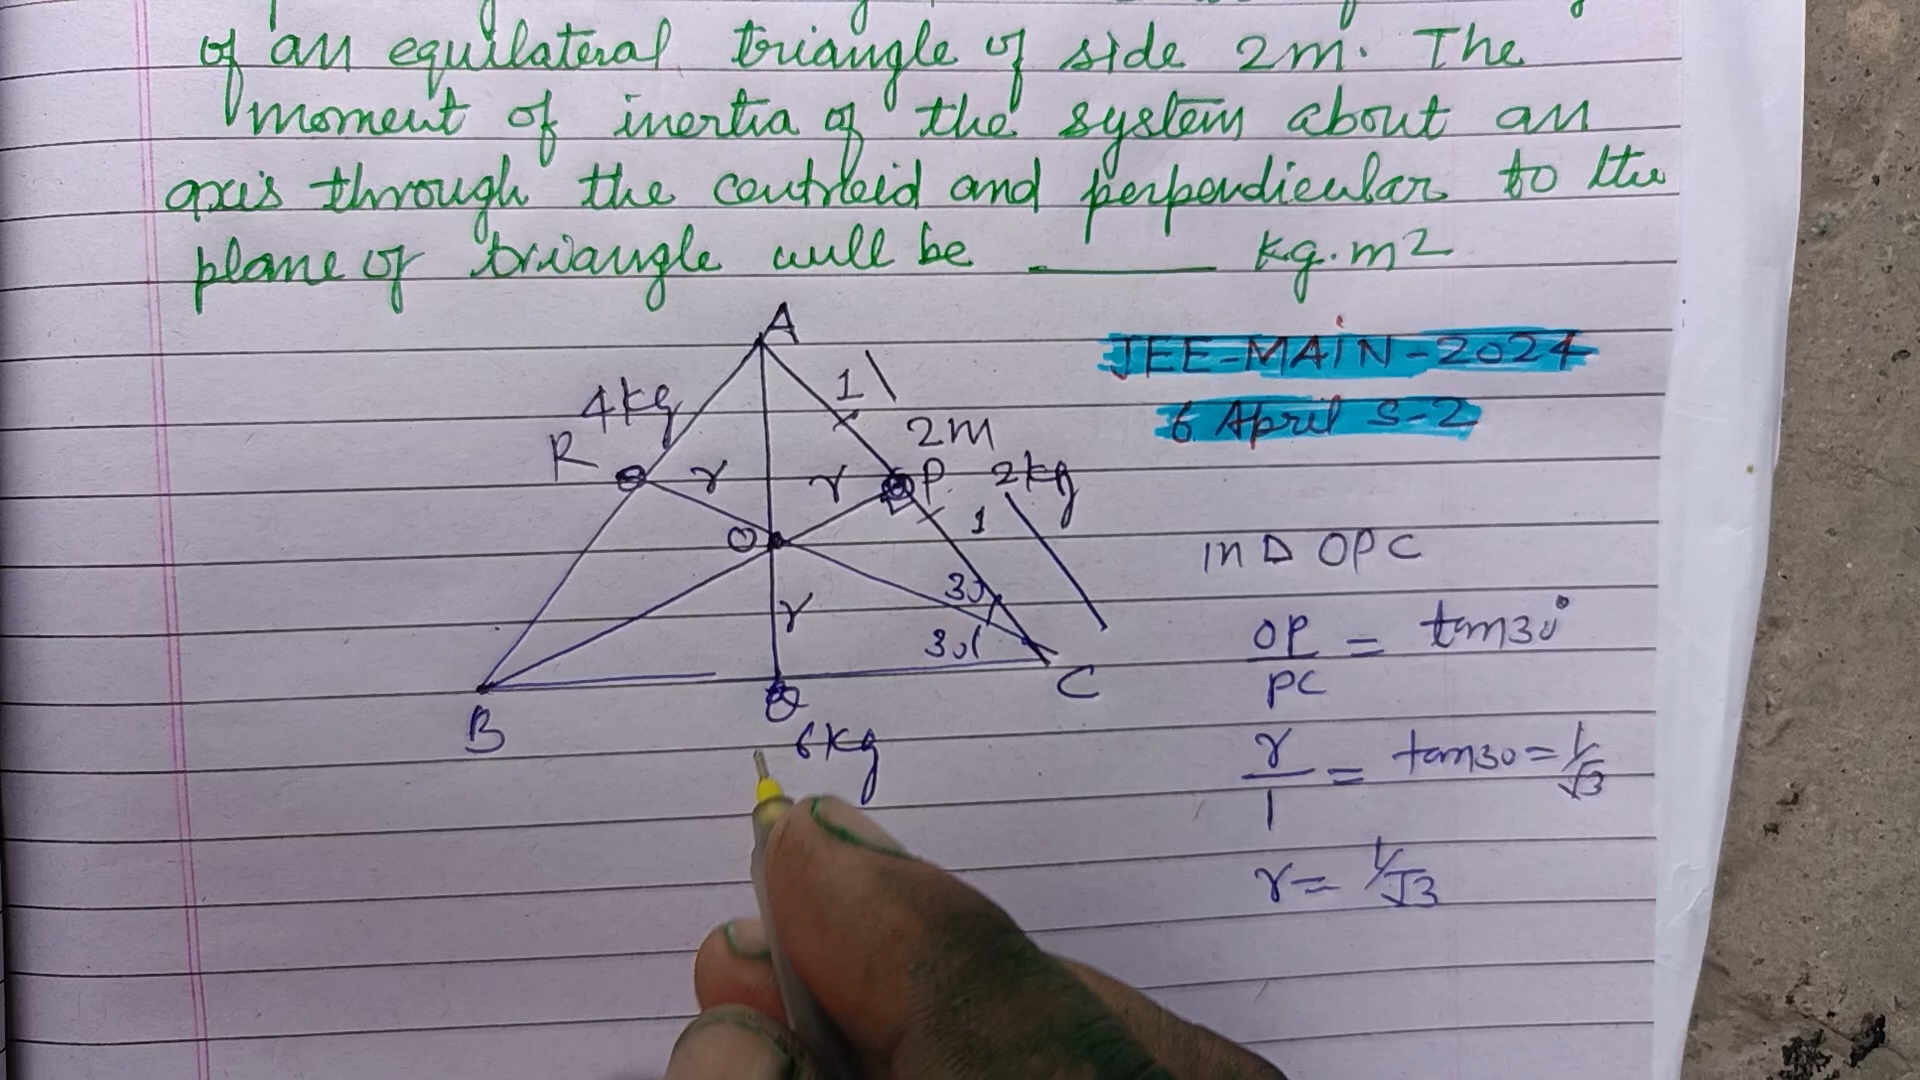 of an equilateral triangle of side 2m. The
moment of inertia of the system about an
axis through the centroid and perpendicular to the
plane of triangle will be ______ kg.m2
A
JEE-MAIN-2024
6 April S-2
4kg
1
2m
R
r
r
P
2kg
1
O
in Δ OPC
30
r
30
OP/PC = tan30°
B
Q
C
6kg
r/1 = tan30 = 1/√3
r = 1/√3